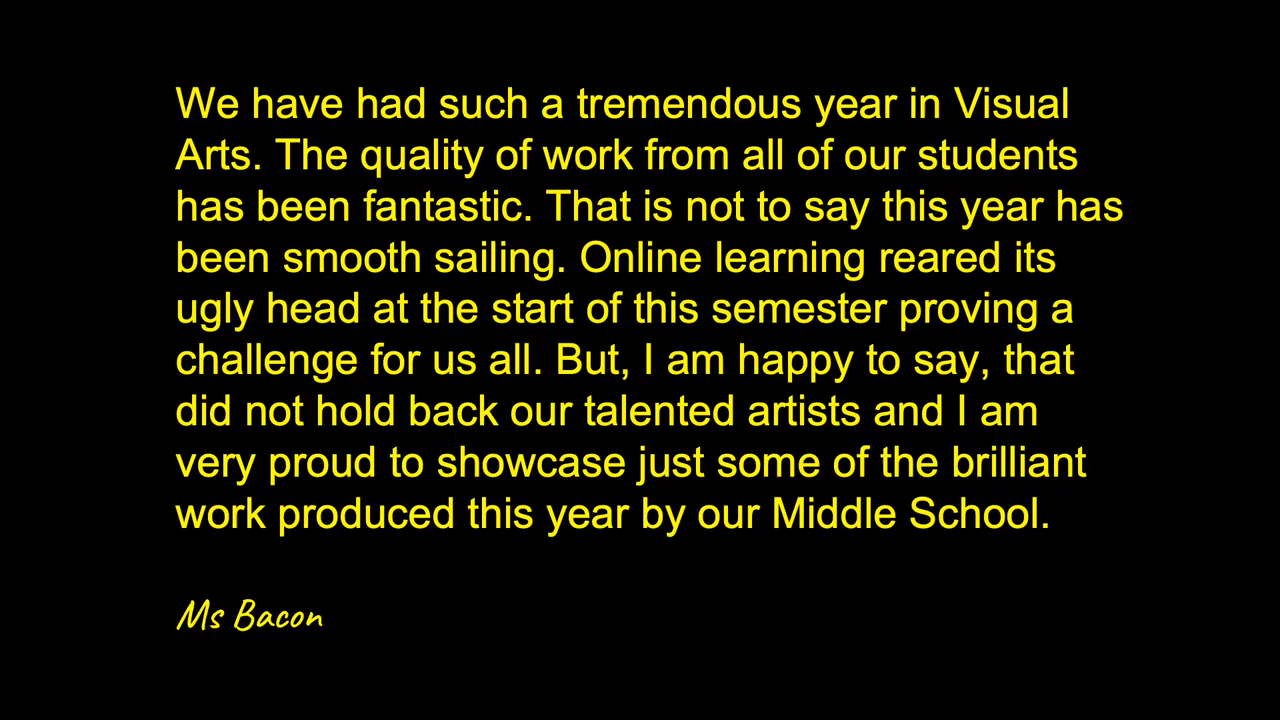 We have had such a tremendous year in Visual
Arts. The quality of work from all of our students
has been fantastic. That is not to say this year has
been smooth sailing. Online learning reared its
ugly head at the start of this semester proving a
challenge for us all. But, I am happy to say, that
did not hold back our talented artists and I am
very proud to showcase just some of the brilliant
work produced this year by our Middle School.
Ms Bacon